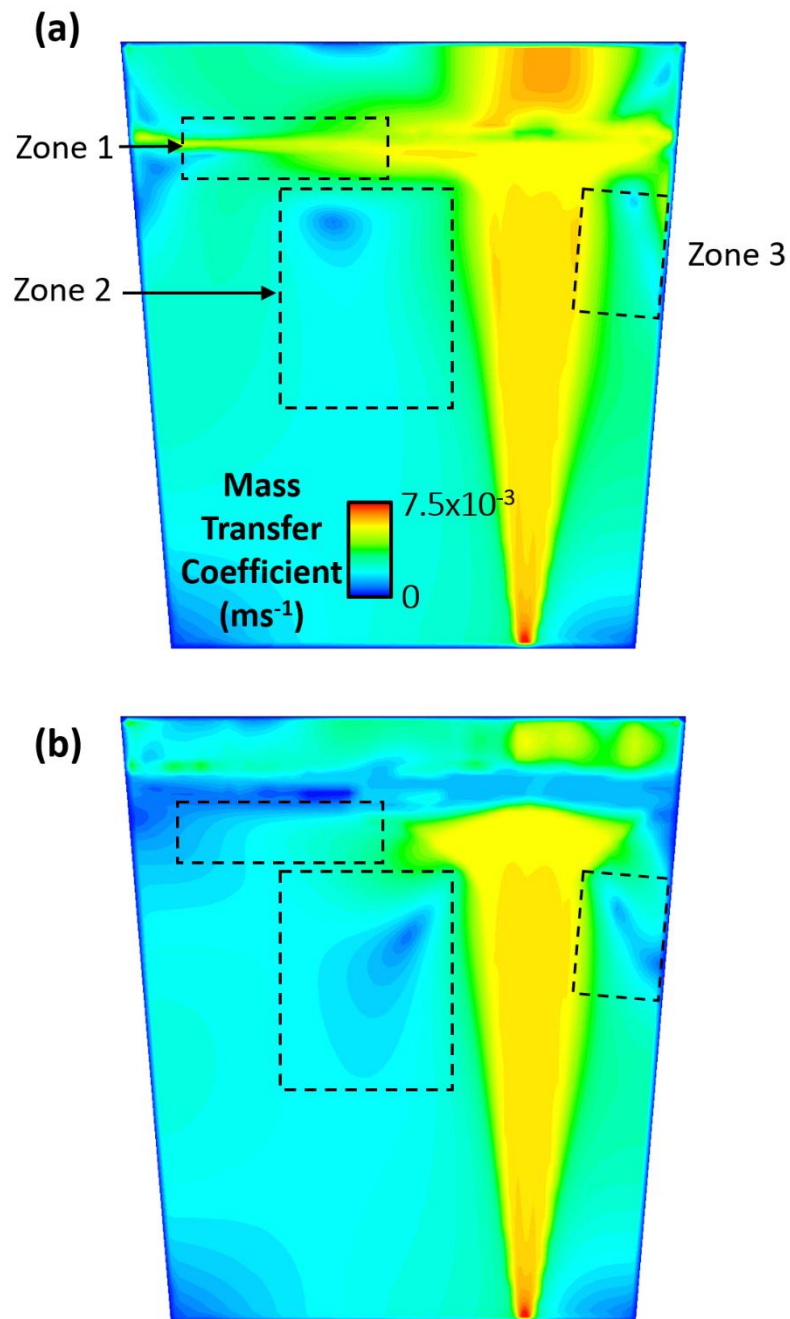 (a)
Zone 1
Zone 2
Zone 3
Mass
Transfer
Coefficient
(ms⁻¹)
7.5x10⁻³
0
(b)